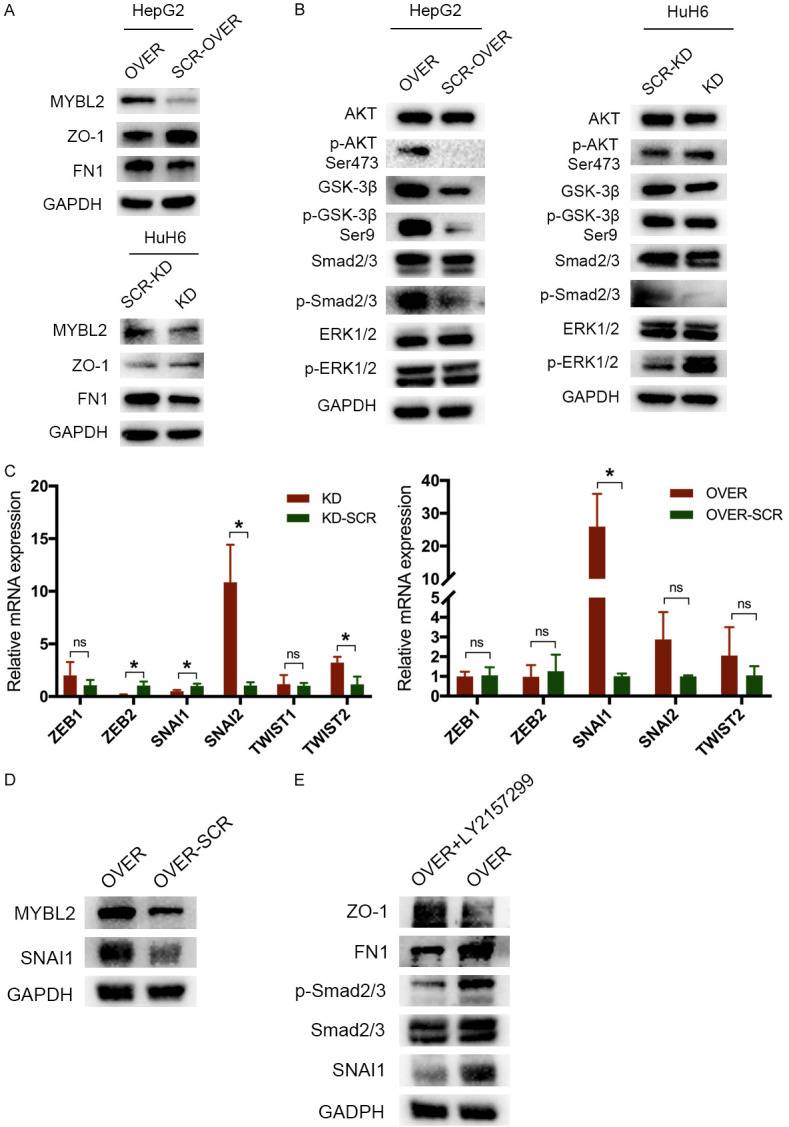 A
HepG2
OVER
SCR-OVER
MYBL2
ZO-1
FN1
GAPDH
HuH6
SCR-KD
KD
MYBL2
ZO-1
FN1
GAPDH
B
HepG2
OVER
SCR-OVER
AKT
p-AKT
Ser473
GSK-3β
p-GSK-3β
Ser9
Smad2/3
p-Smad2/3
ERK1/2
p-ERK1/2
GAPDH
HuH6
SCR-KD
KD
AKT
p-AKT
Ser473
GSK-3β
p-GSK-3β
Ser9
Smad2/3
p-Smad2/3
ERK1/2
p-ERK1/2
GAPDH
C
Relative mRNA expression
20
15
10
5
0
KD
KD-SCR
ns
*
*
*
ns
*
ZEB1
ZEB2
SNAI1
SNAI2
TWIST1
TWIST2
Relative mRNA expression
40
30
20
10
5
4
3
2
1
0
OVER
OVER-SCR
ns
ns
*
ns
ns
ZEB1
ZEB2
SNAI1
SNAI2
TWIST2
D
OVER
OVER-SCR
MYBL2
SNAI1
GAPDH
E
OVER+LY2157299
OVER
ZO-1
FN1
p-Smad2/3
Smad2/3
SNAI1
GADPH